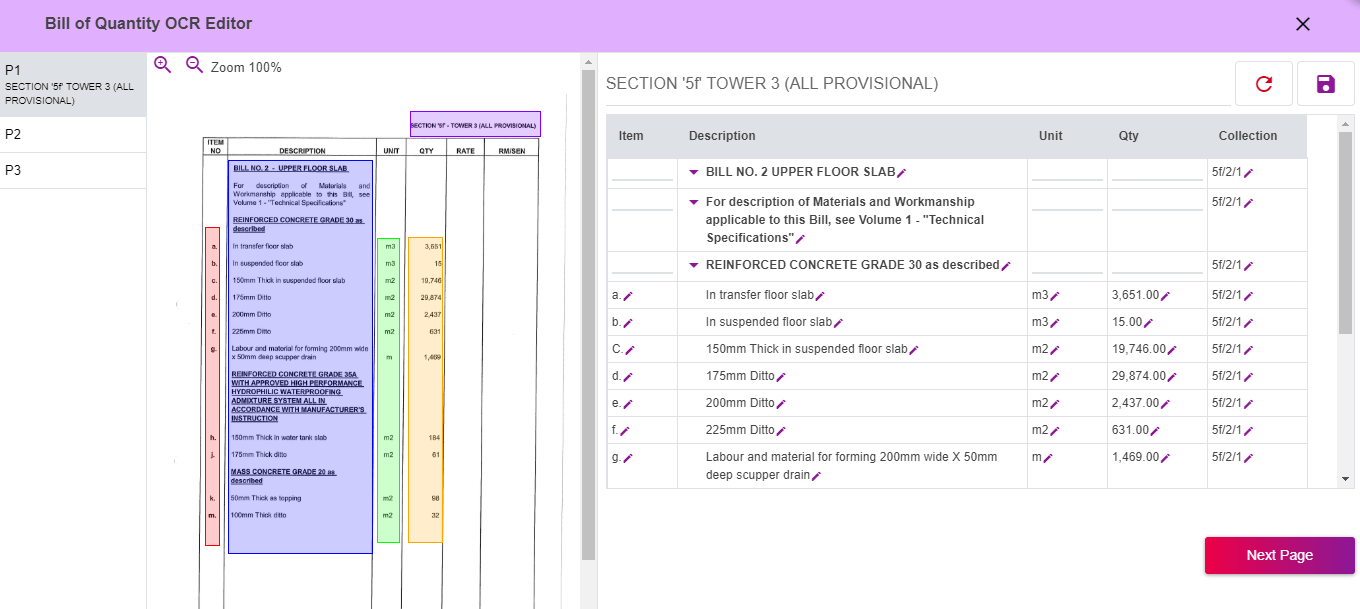 Bill of Quantity OCR Editor
P1
SECTION '5f' TOWER 3 (ALL
PROVISIONAL)
P2
P3
Zoom 100%
SECTION '5f' - TOWER 3 (ALL PROVISIONAL)
ITEM
NO DESCRIPTION UNIT QTY RATE RM/SEN
BILL NO. 2 - UPPER FLOOR SLAB
For description of Materials and
Workmanship applicable to this Bill, see
Volume 1 - "Technical Specifications"
REINFORCED CONCRETE GRADE 30 as
described
a. In transfer floor slab m3 3,651
b. In suspended floor slab m3 15
c. 150mm Thick in suspended floor slab m2 19,746
d. 175mm Ditto m2 29,874
e. 200mm Ditto m2 2,437
f. 225mm Ditto m2 631
g. Labour and material for forming 200mm wide
x 50mm deep scupper drain m 1,469
REINFORCED CONCRETE GRADE 35A
WITH APPROVED HIGH PERFORMANCE
HYDROPHILIC WATERPROOFING
ADMIXTURE SYSTEM ALL IN
ACCORDANCE WITH MANUFACTURER'S
INSTRUCTION
h. 150mm Thick in water tank slab m2 184
j. 175mm Thick ditto m2 61
MASS CONCRETE GRADE 20 as
described
k. 50mm Thick as topping m2 98
m. 100mm Thick ditto m2 32
SECTION '5f' TOWER 3 (ALL PROVISIONAL)
Item Description Unit Qty Collection
BILL NO. 2 UPPER FLOOR SLAB 5f/2/1
For description of Materials and Workmanship 5f/2/1
applicable to this Bill, see Volume 1 - "Technical
Specifications"
REINFORCED CONCRETE GRADE 30 as described 5f/2/1
a. In transfer floor slab m3 3,651.00 5f/2/1
b. In suspended floor slab m3 15.00 5f/2/1
C. 150mm Thick in suspended floor slab m2 19,746.00 5f/2/1
d. 175mm Ditto m2 29,874.00 5f/2/1
e. 200mm Ditto m2 2,437.00 5f/2/1
f. 225mm Ditto m2 631.00 5f/2/1
g. Labour and material for forming 200mm wide X 50mm m 1,469.00 5f/2/1
deep scupper drain
Next Page